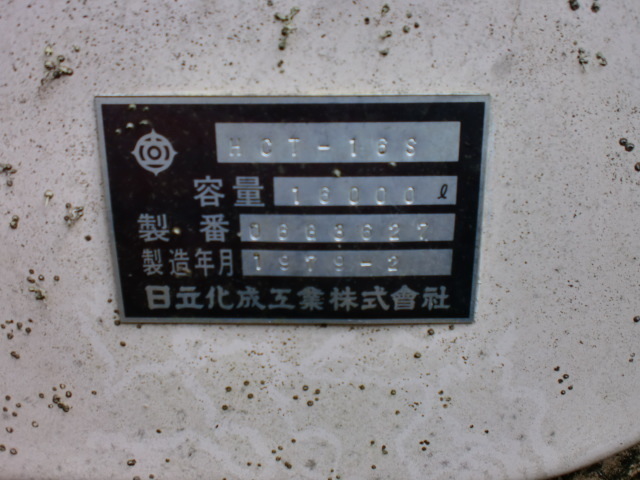 HCT-16S
容量 16000ℓ
製番
製造年月 1979-2
日立化成工業株式會社